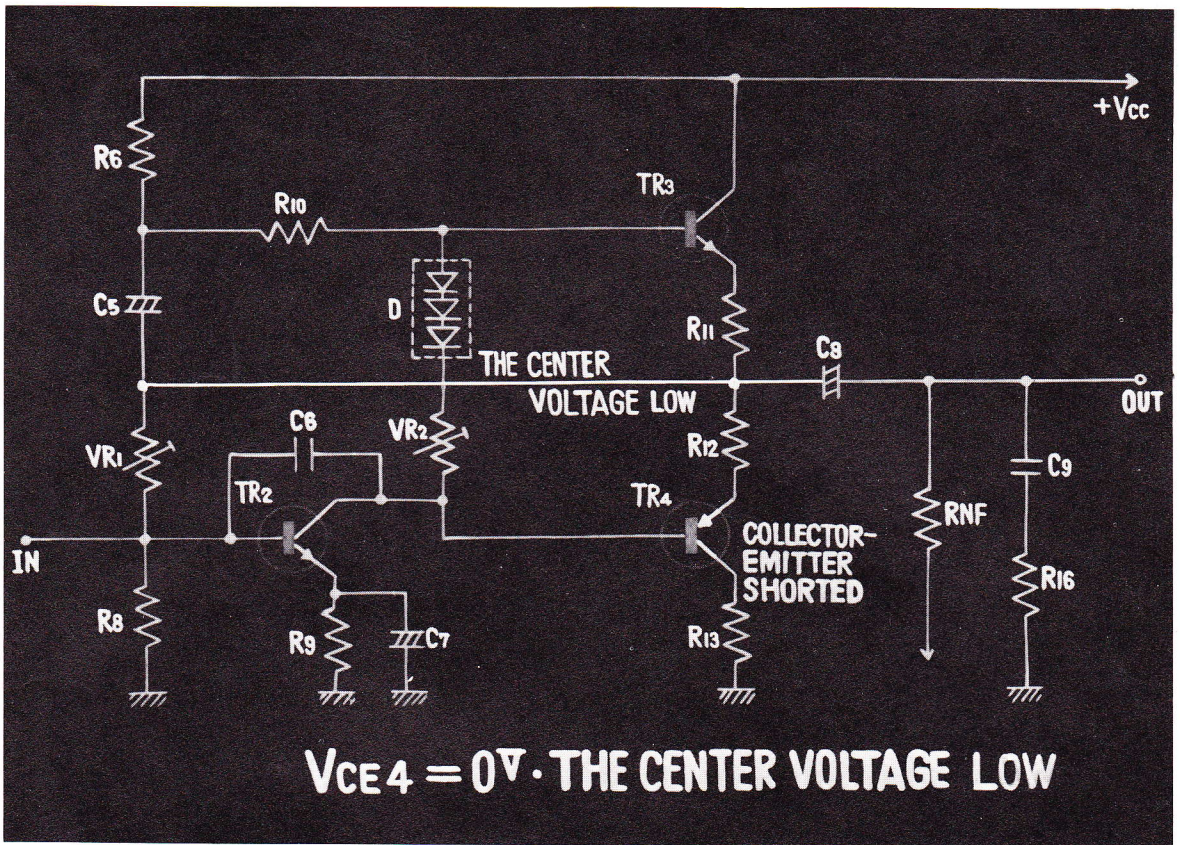 +Vcc
R6
TR3
R10
C5
D
R11
C8
THE CENTER
VOLTAGE LOW
OUT
C6
VR2
R12
VR1
TR2
TR4
C9
IN
COLLECTOR-
EMITTER
SHORTED
RNF
R16
R8
R9
C7
R13
VCE4 = 0V · THE CENTER VOLTAGE LOW